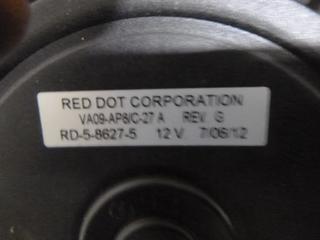 RED DOT CORPORATION
VA09-AP8/C-27 A REV. G
RD-5-8627-5 12 V 7/06/12